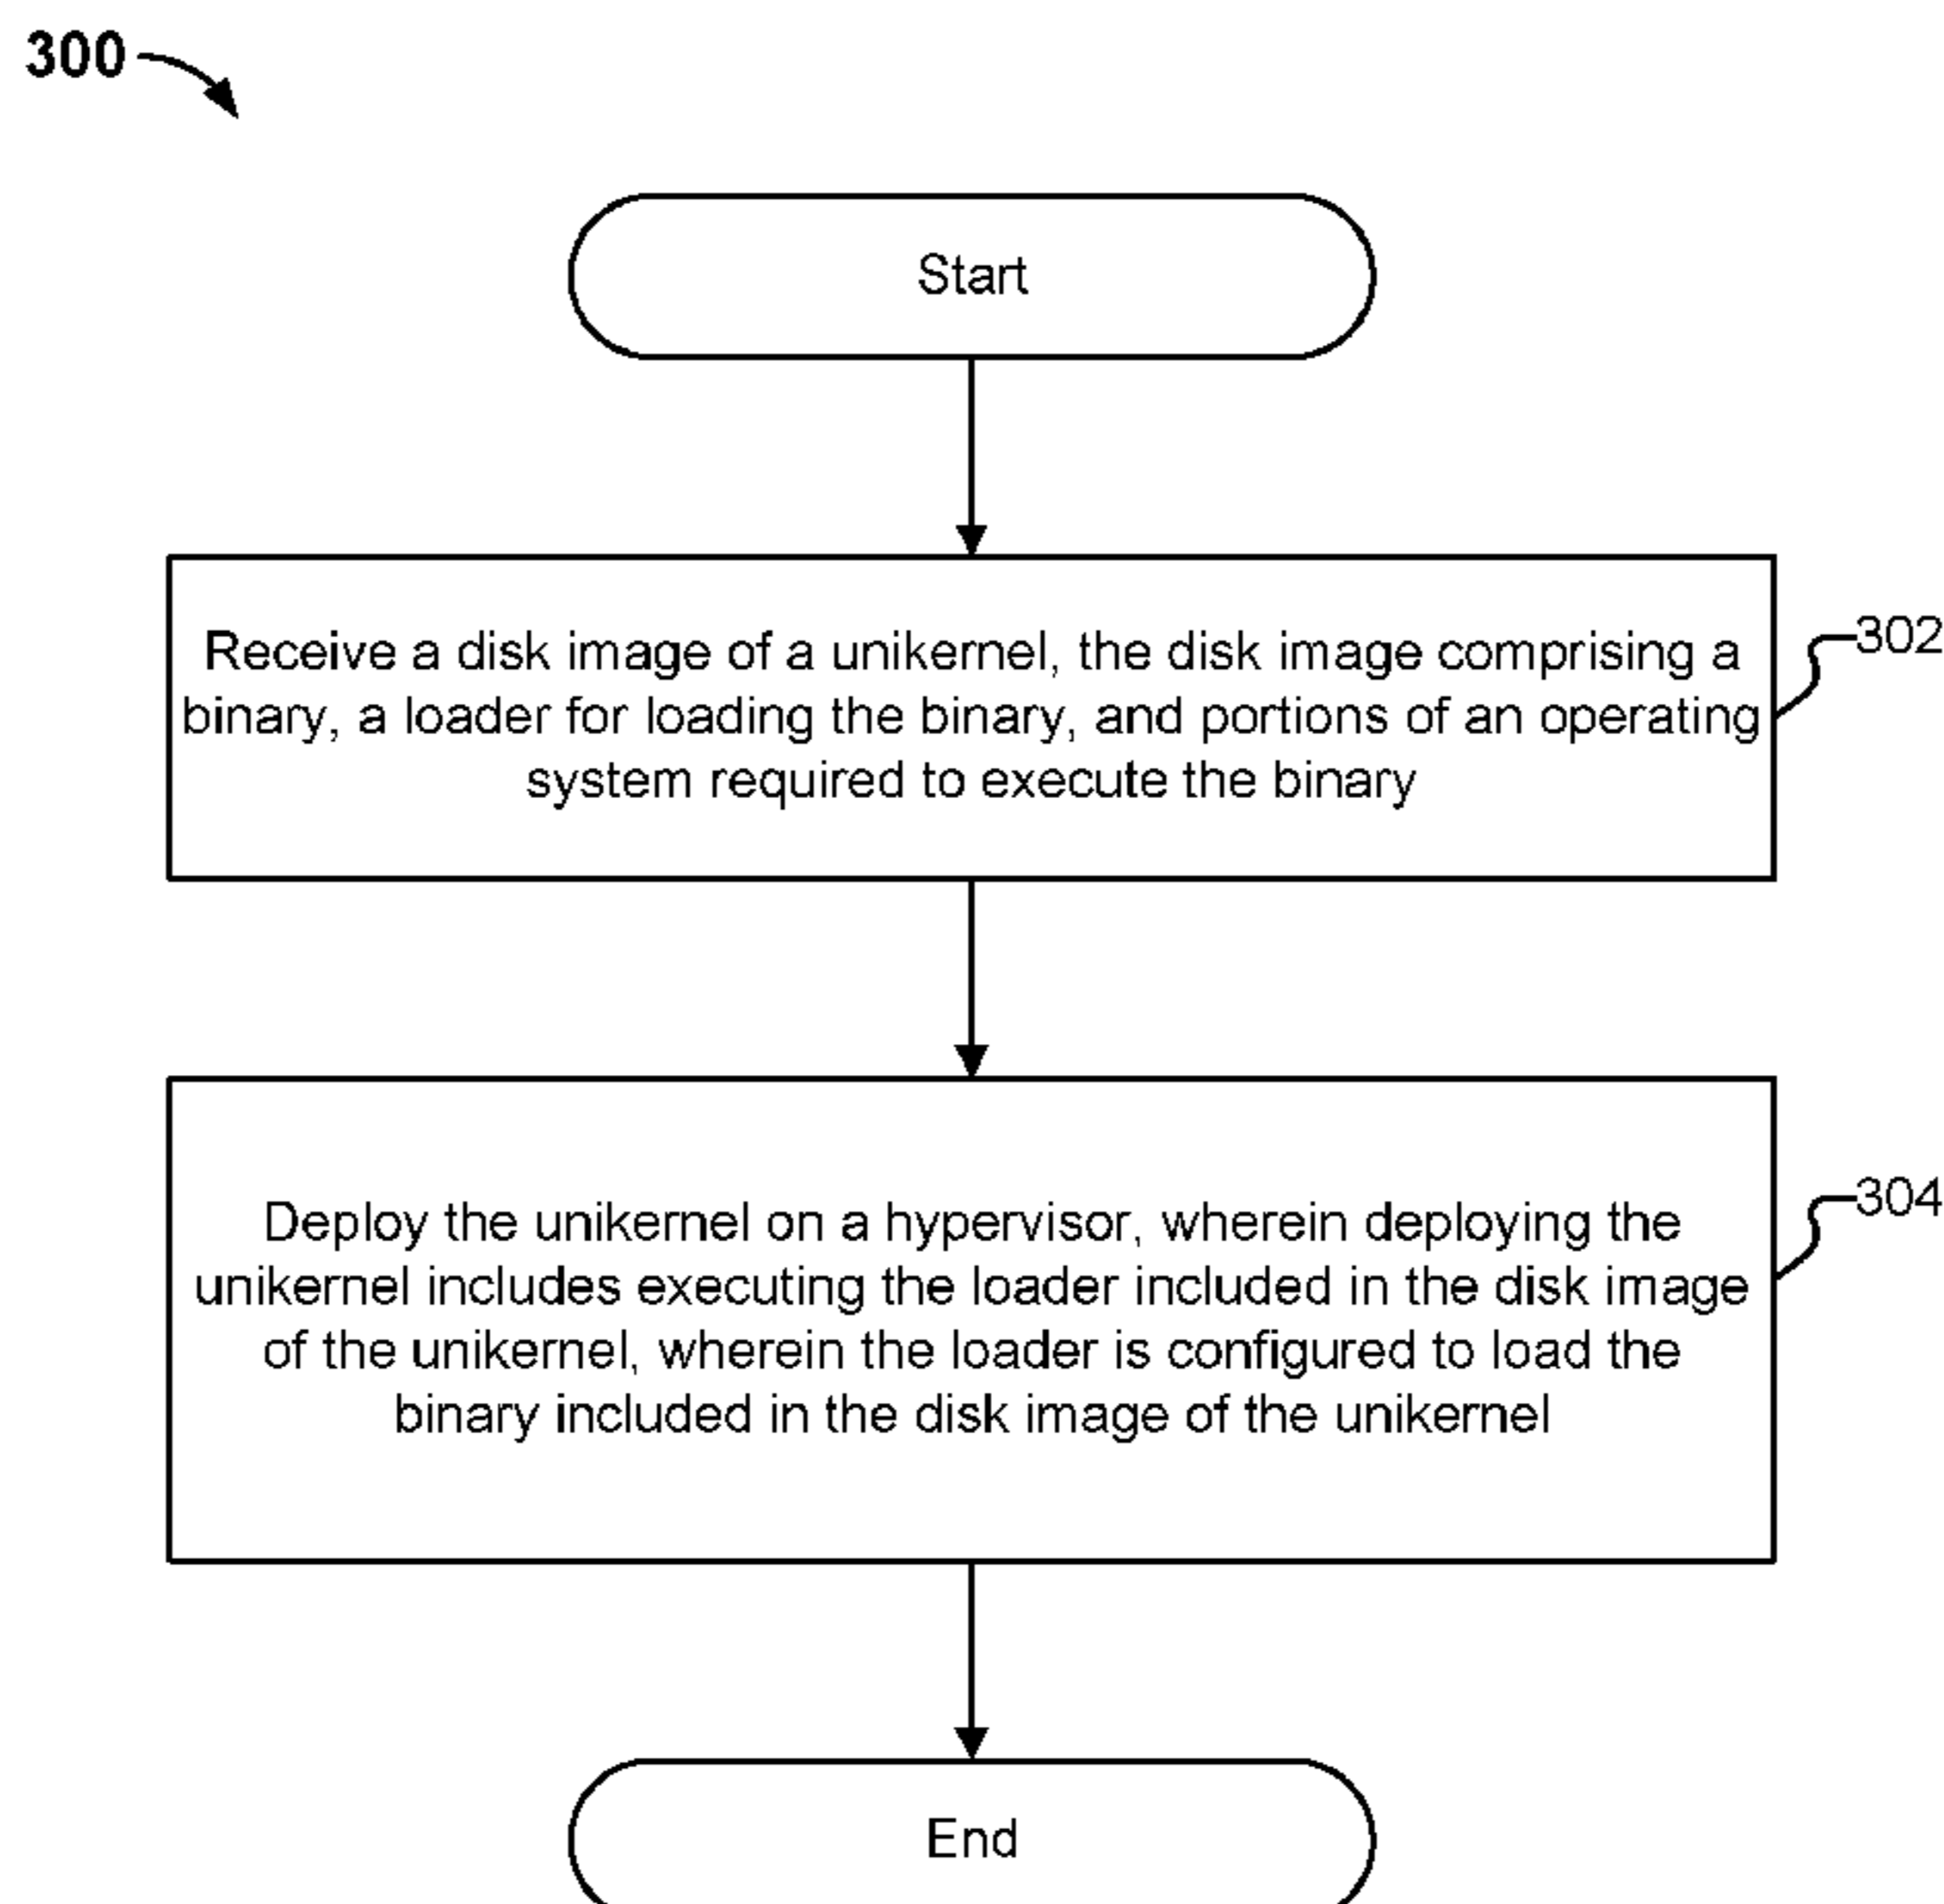 300
Start
Receive a disk image of a unikernel, the disk image comprising a
binary, a loader for loading the binary, and portions of an operating
system required to execute the binary
302
Deploy the unikernel on a hypervisor, wherein deploying the
unikernel includes executing the loader included in the disk image
of the unikernel, wherein the loader is configured to load the
binary included in the disk image of the unikernel
304
End